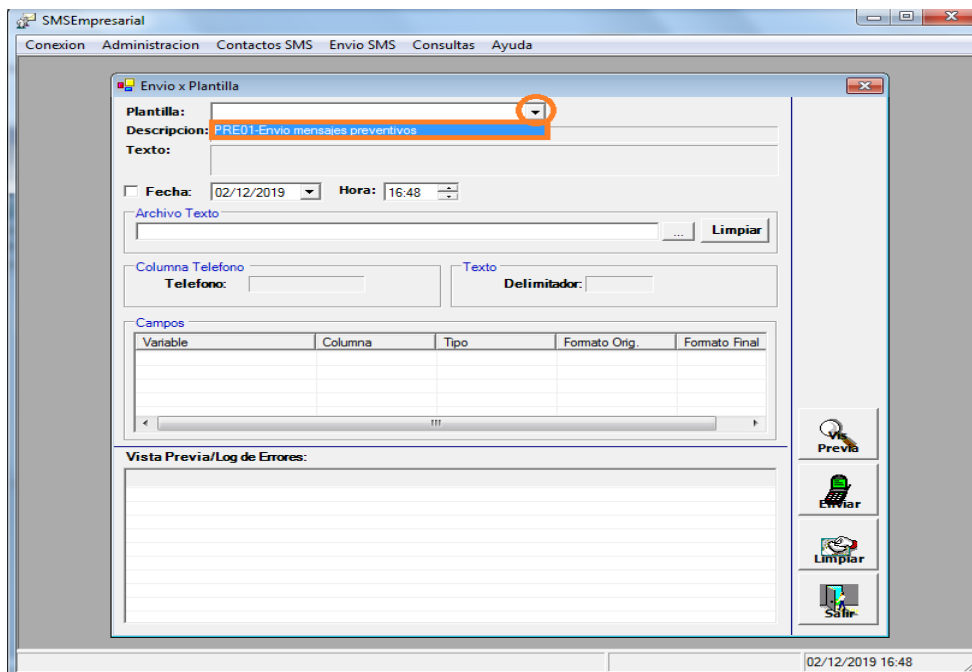 SMSEmpresarial
Conexion Administracion Contactos SMS Envio SMS Consultas Ayuda
Envio x Plantilla
Plantilla:
Descripcion: PRE01-Envio mensajes preventivos
Texto:
Fecha: 02/12/2019 Hora: 16:48
Archivo Texto
... Limpiar
Columna Telefono Texto
Telefono: Delimitador:
Campos
Variable Columna Tipo Formato Orig. Formato Final
Vis
Previa
Vista Previa/Log de Errores:
Enviar
Limpiar
Salir
02/12/2019 16:48